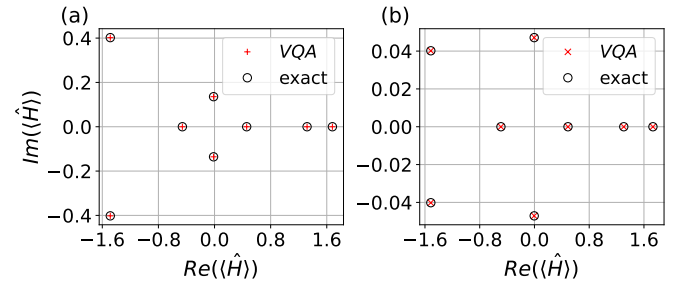 (a)
VQA
exact
0.4
0.2
0.0
−0.2
−0.4
−1.6 −0.8 0.0 0.8 1.6
Im(⟨Ĥ⟩)
Re(⟨Ĥ⟩)
(b)
VQA
exact
0.04
0.02
0.00
−0.02
−0.04
−1.6 −0.8 0.0 0.8 1.6
Re(⟨Ĥ⟩)